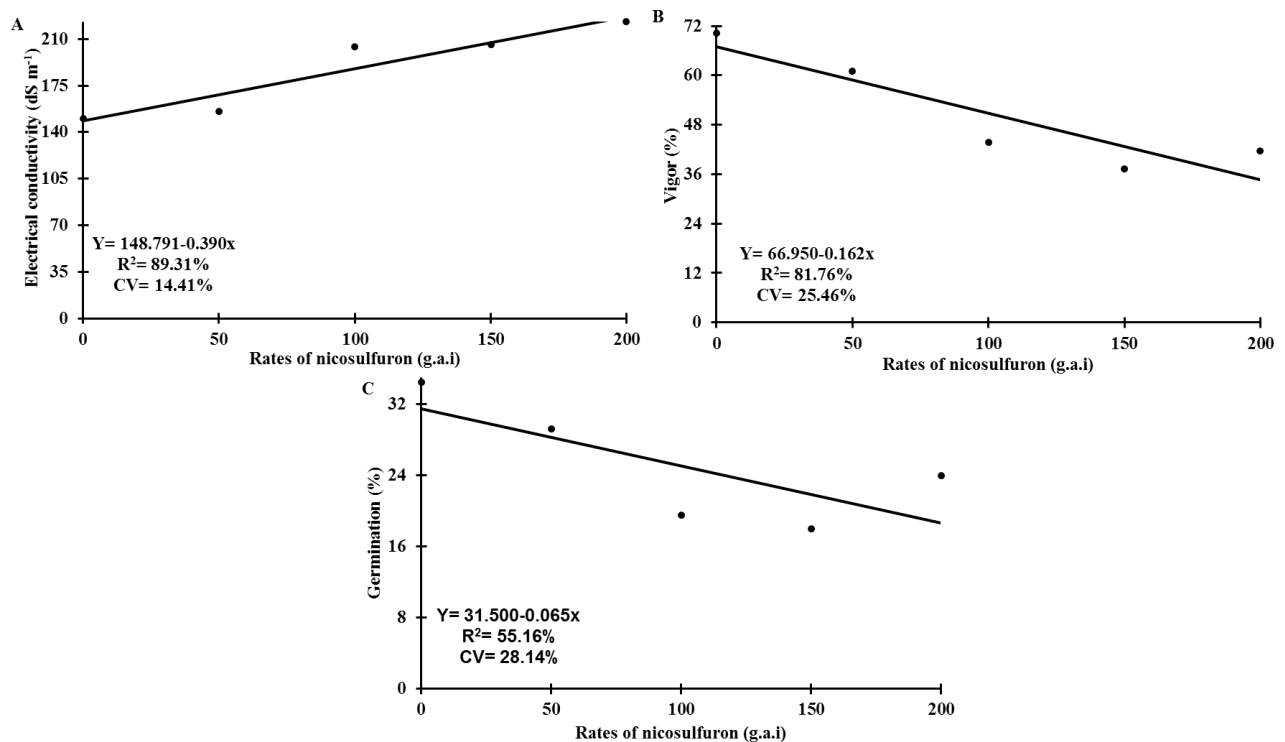 A
Electrical conductivity (dS m⁻¹)
210
175
140
105
70
35
0
Y= 148.791-0.390x
R²= 89.31%
CV= 14.41%
0 50 100 150 200
Rates of nicosulfuron (g.a.i)
B
Vigor (%)
72
60
48
36
24
12
0
Y= 66.950-0.162x
R²= 81.76%
CV= 25.46%
0 50 100 150 200
Rates of nicosulfuron (g.a.i)
C
Germination (%)
32
24
16
8
0
Y= 31.500-0.065x
R²= 55.16%
CV= 28.14%
0 50 100 150 200
Rates of nicosulfuron (g.a.i)